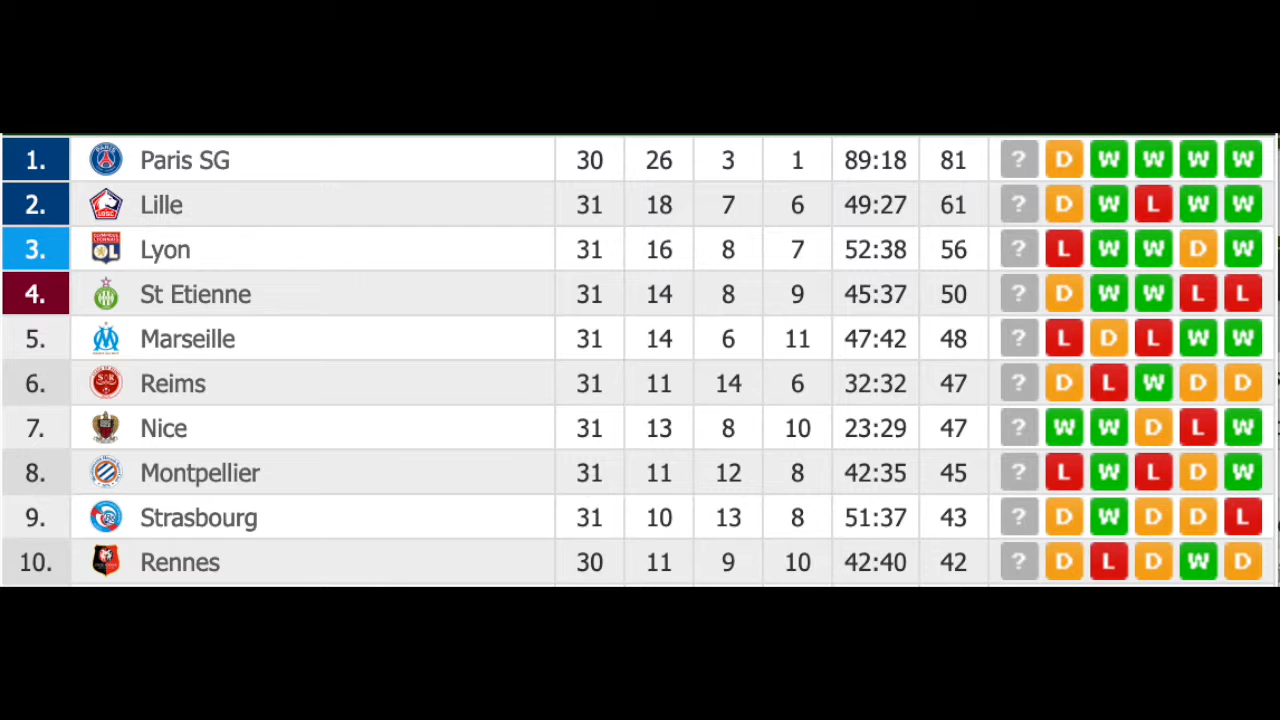 1. Paris SG 30 26 3 1 89:18 81 ? D W W W W
2. Lille 31 18 7 6 49:27 61 ? D W L W W
3. Lyon 31 16 8 7 52:38 56 ? L W W D W
4. St Etienne 31 14 8 9 45:37 50 ? D W W L L
5. Marseille 31 14 6 11 47:42 48 ? L D L W W
6. Reims 31 11 14 6 32:32 47 ? D L W D D
7. Nice 31 13 8 10 23:29 47 ? W W D L W
8. Montpellier 31 11 12 8 42:35 45 ? L W L D W
9. Strasbourg 31 10 13 8 51:37 43 ? D W D D L
10. Rennes 30 11 9 10 42:40 42 ? D L D W D